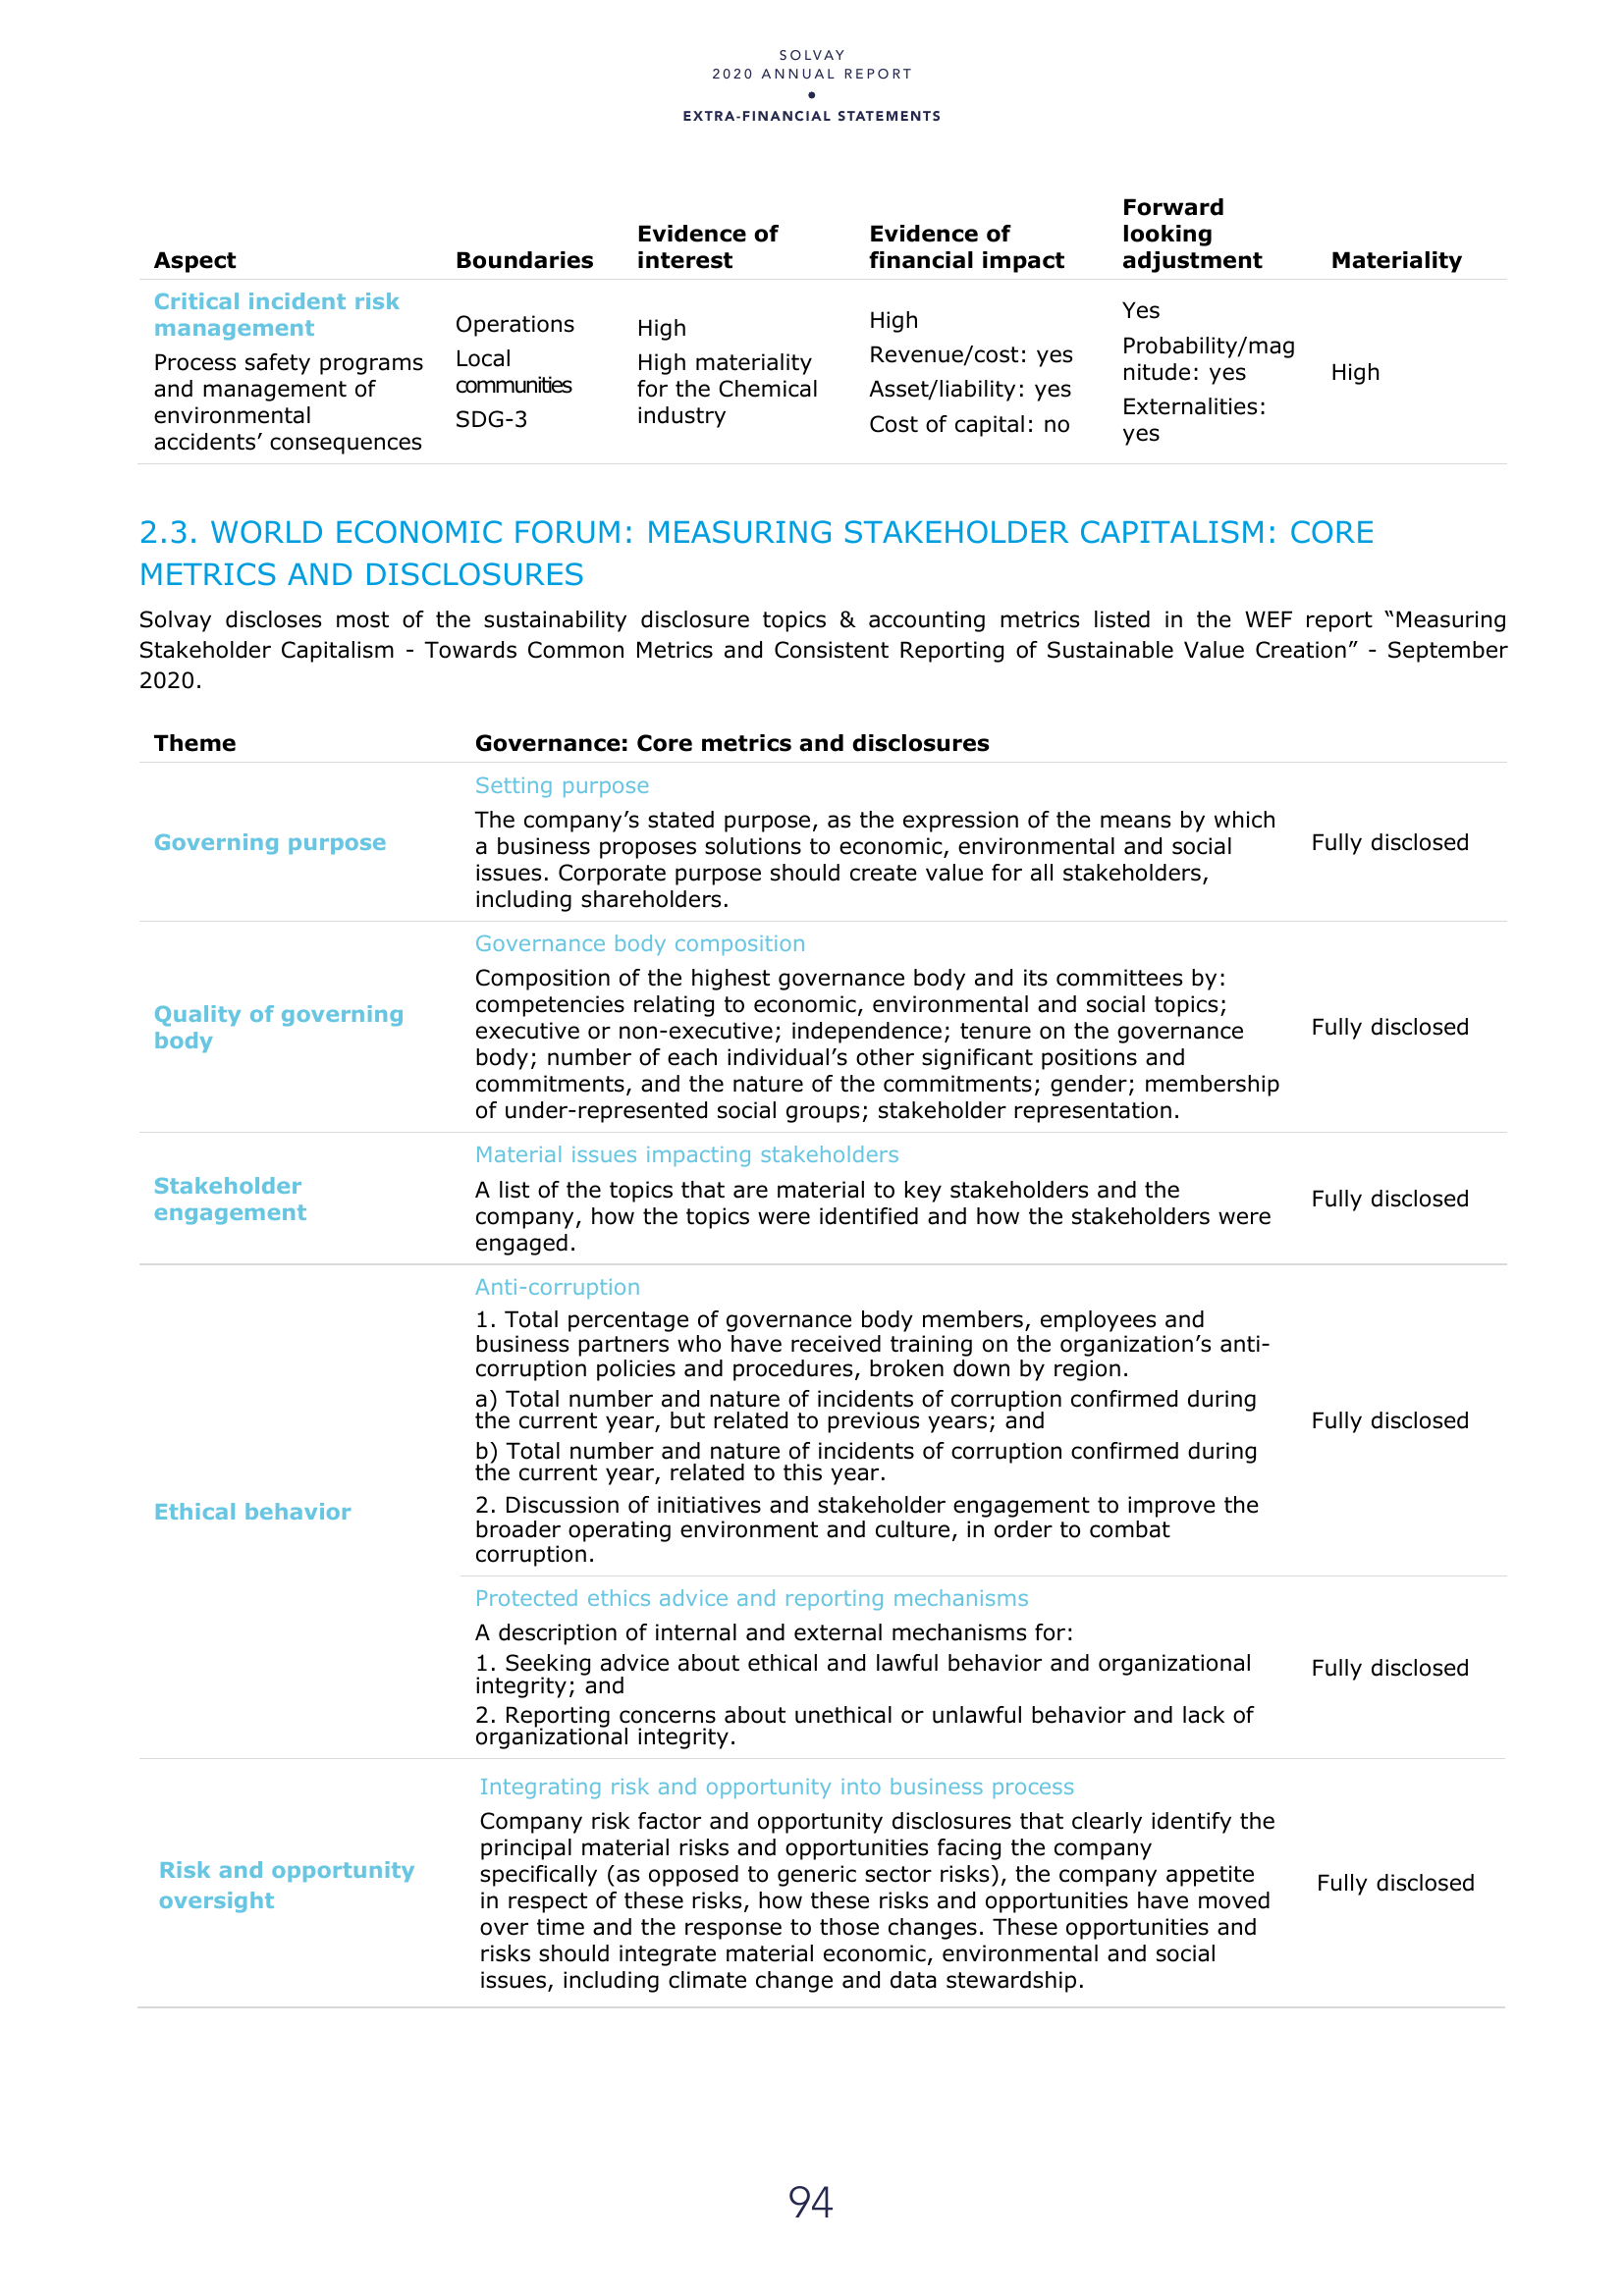 SOLVAY
2020 ANNUAL REPORT
•
EXTRA-FINANCIAL STATEMENTS
Aspect
Boundaries
Evidence of
interest
Evidence of
financial impact
Forward
looking
adjustment
Materiality
Critical incident risk
management
Process safety programs
and management of
environmental
accidents’ consequences
Operations
Local
communities
SDG-3
High
High materiality
for the Chemical
industry
High
Revenue/cost: yes
Asset/liability: yes
Cost of capital: no
Yes
Probability/mag
nitude: yes
Externalities:
yes
High
2.3. WORLD ECONOMIC FORUM: MEASURING STAKEHOLDER CAPITALISM: CORE
METRICS AND DISCLOSURES
Solvay discloses most of the sustainability disclosure topics & accounting metrics listed in the WEF report “Measuring
Stakeholder Capitalism - Towards Common Metrics and Consistent Reporting of Sustainable Value Creation” - September
2020.
Theme
Governance: Core metrics and disclosures
Governing purpose
Setting purpose
The company’s stated purpose, as the expression of the means by which
a business proposes solutions to economic, environmental and social
issues. Corporate purpose should create value for all stakeholders,
including shareholders.
Fully disclosed
Quality of governing
body
Governance body composition
Composition of the highest governance body and its committees by:
competencies relating to economic, environmental and social topics;
executive or non-executive; independence; tenure on the governance
body; number of each individual’s other significant positions and
commitments, and the nature of the commitments; gender; membership
of under-represented social groups; stakeholder representation.
Fully disclosed
Stakeholder
engagement
Material issues impacting stakeholders
A list of the topics that are material to key stakeholders and the
company, how the topics were identified and how the stakeholders were
engaged.
Fully disclosed
Ethical behavior
Anti-corruption
1. Total percentage of governance body members, employees and
business partners who have received training on the organization’s anti-
corruption policies and procedures, broken down by region.
a) Total number and nature of incidents of corruption confirmed during
the current year, but related to previous years; and
b) Total number and nature of incidents of corruption confirmed during
the current year, related to this year.
2. Discussion of initiatives and stakeholder engagement to improve the
broader operating environment and culture, in order to combat
corruption.
Fully disclosed
Protected ethics advice and reporting mechanisms
A description of internal and external mechanisms for:
1. Seeking advice about ethical and lawful behavior and organizational
integrity; and
2. Reporting concerns about unethical or unlawful behavior and lack of
organizational integrity.
Fully disclosed
Risk and opportunity
oversight
Integrating risk and opportunity into business process
Company risk factor and opportunity disclosures that clearly identify the
principal material risks and opportunities facing the company
specifically (as opposed to generic sector risks), the company appetite
in respect of these risks, how these risks and opportunities have moved
over time and the response to those changes. These opportunities and
risks should integrate material economic, environmental and social
issues, including climate change and data stewardship.
Fully disclosed
94